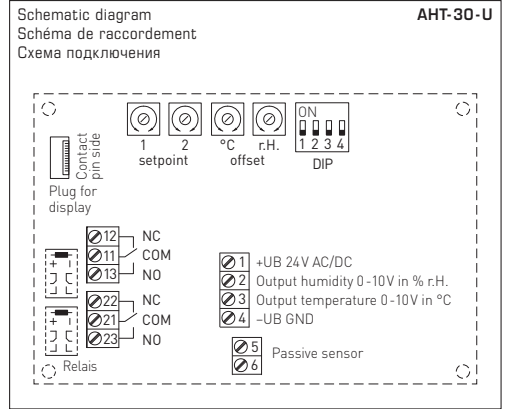 Schematic diagram
AHT-30-U
Schéma de raccordement
Схема подключения
ON
1 2 3 4
DIP
1 2 °C r.H.
setpoint offset
Contact
pin side
Plug for
display
12 NC
11 COM
13 NO
22 NC
21 COM
23 NO
+ -
+ -
Relais
1 +UB 24V AC/DC
2 Output humidity 0-10V in % r.H.
3 Output temperature 0-10V in °C
4 –UB GND
5 Passive sensor
6